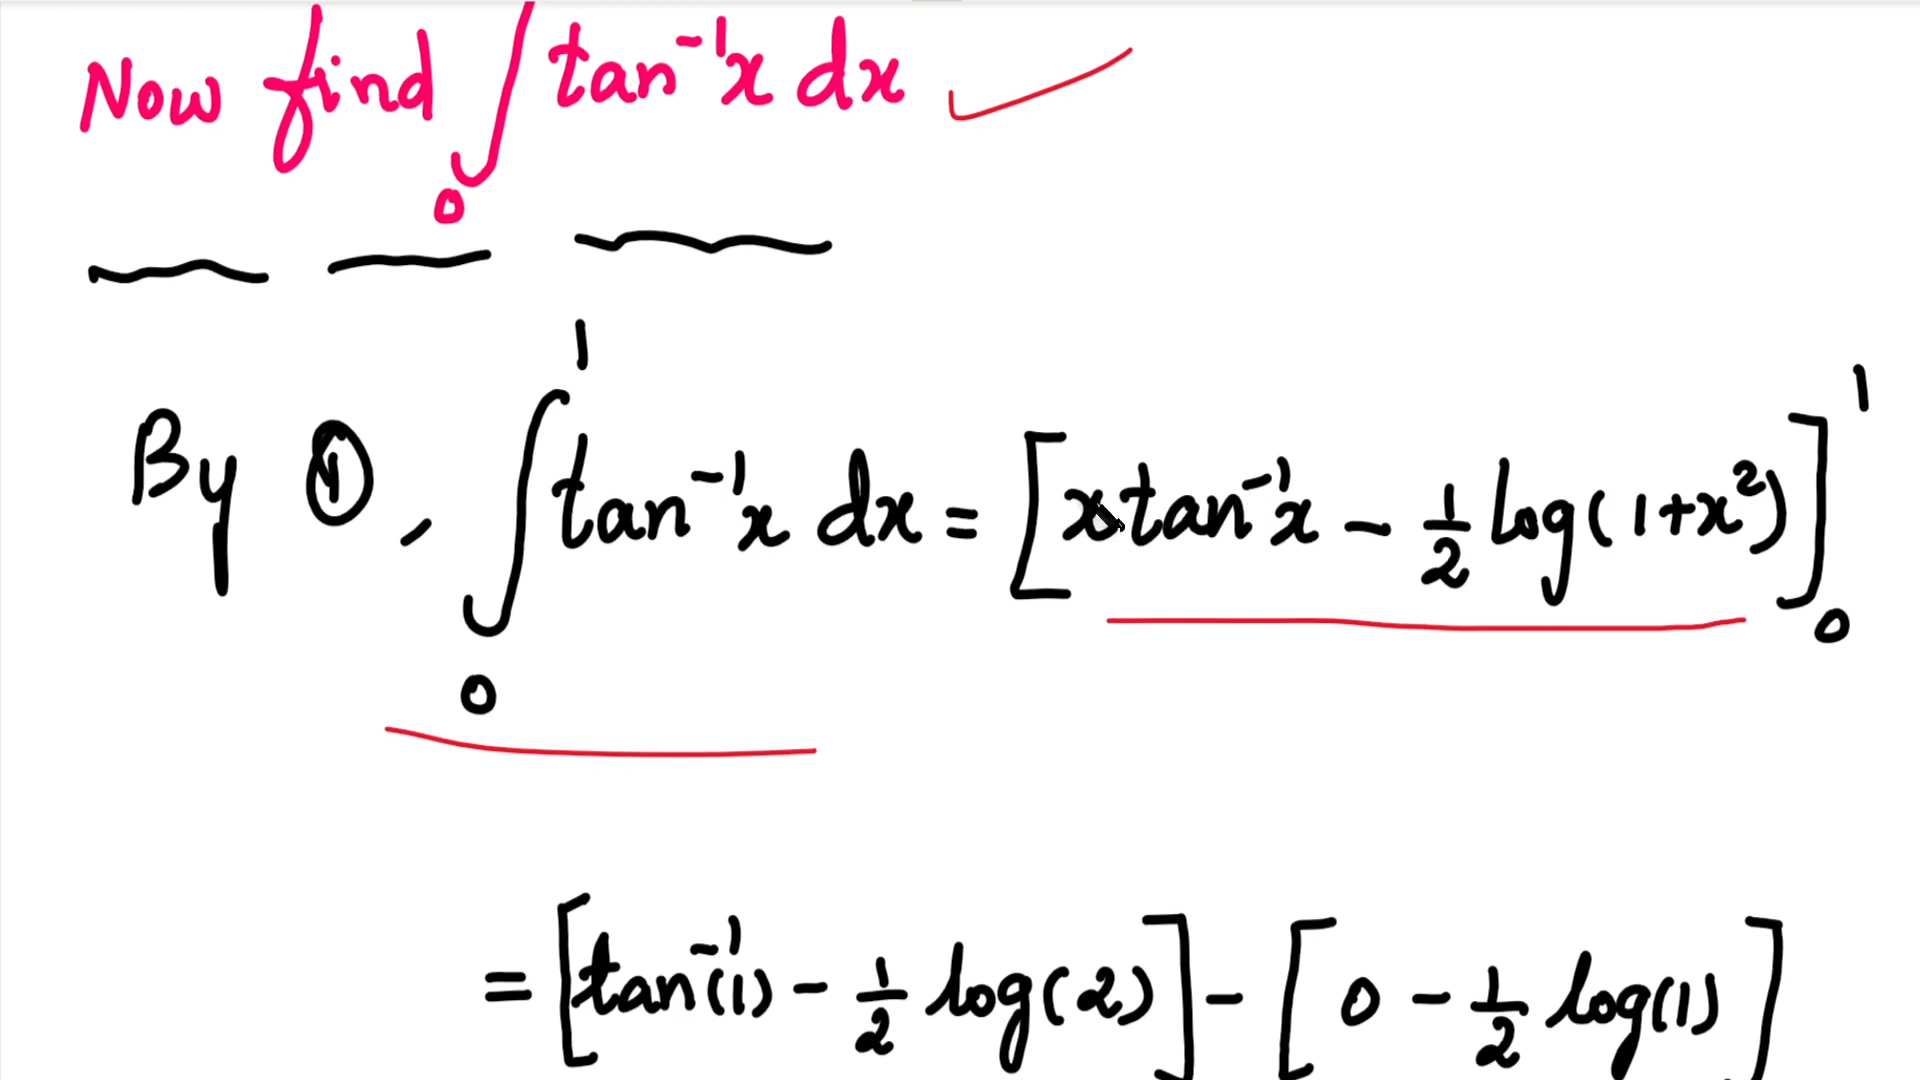 Now find ∫₀ tan⁻¹x dx
By ①, ∫₀¹ tan⁻¹x dx = [x tan⁻¹x - 1/2 log(1+x²)]₀¹
= [tan⁻¹(1) - 1/2 log(2)] - [0 - 1/2 log(1)]